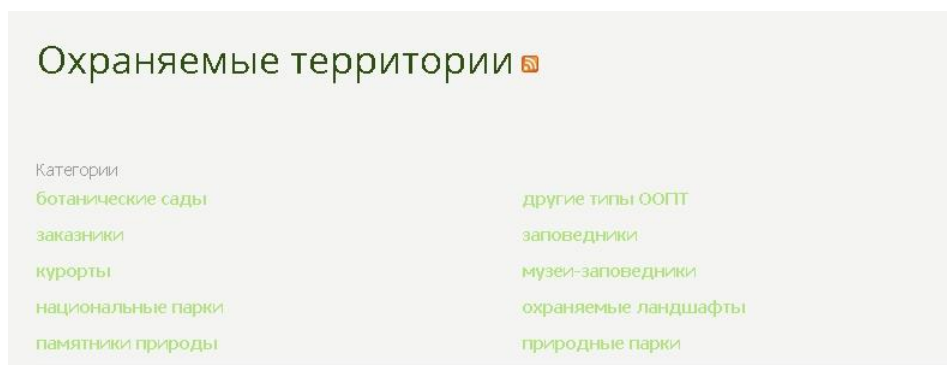 Охраняемые территории
Категории
ботанические сады
другие типы ООПТ
заказники
заповедники
курорты
музеи-заповедники
национальные парки
охраняемые ландшафты
памятники природы
природные парки